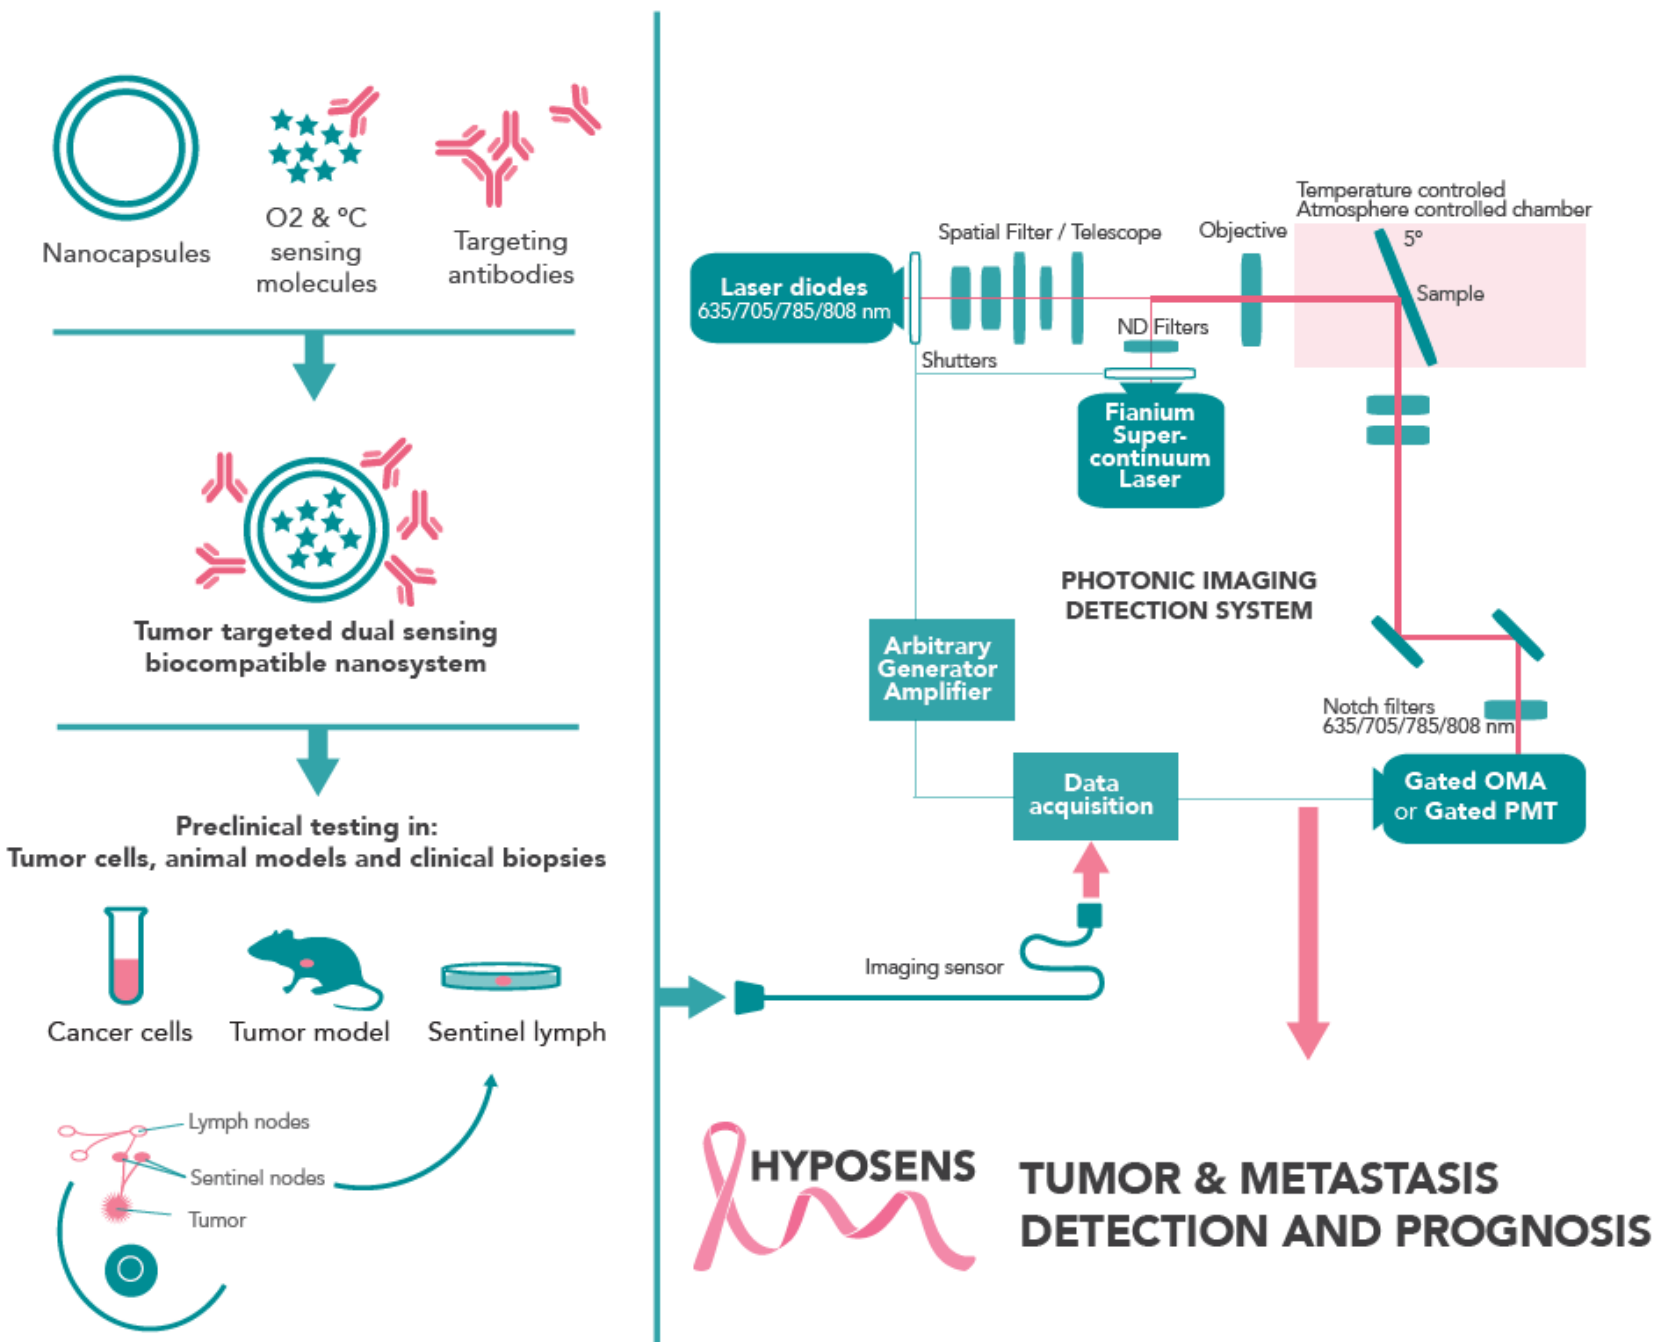 Nanocapsules
O2 & ºC
sensing
molecules
Targeting
antibodies
Tumor targeted dual sensing
biocompatible nanosystem
Preclinical testing in:
Tumor cells, animal models and clinical biopsies
Cancer cells
Tumor model
Sentinel lymph
Lymph nodes
Sentinel nodes
Tumor
Temperature controled
Atmosphere controlled chamber
5º
Sample
Objective
Spatial Filter / Telescope
Laser diodes
635/705/785/808 nm
ND Filters
Shutters
Fianium
Super-
continuum
Laser
PHOTONIC IMAGING
DETECTION SYSTEM
Arbitrary
Generator
Amplifier
Notch filters
635/705/785/808 nm
Data
acquisition
Gated OMA
or Gated PMT
Imaging sensor
HYPOSENS
TUMOR & METASTASIS
DETECTION AND PROGNOSIS